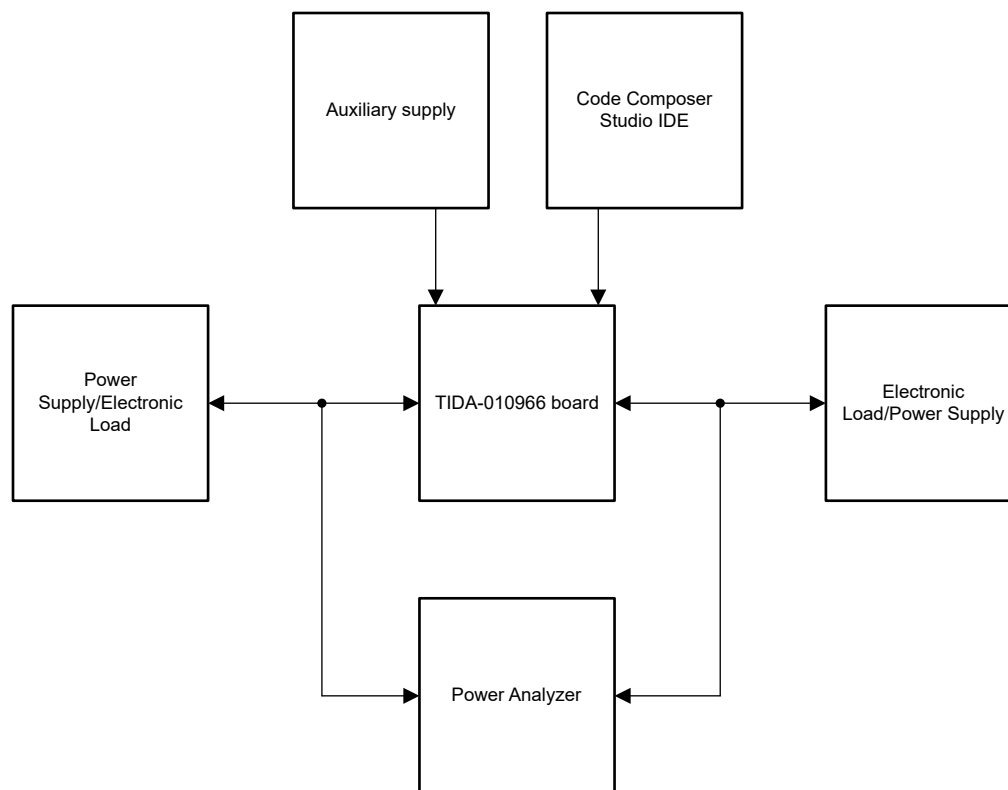 Auxiliary supply
Code Composer
Studio IDE
Power
Supply/Electronic
Load
TIDA-010966 board
Electronic
Load/Power Supply
Power Analyzer